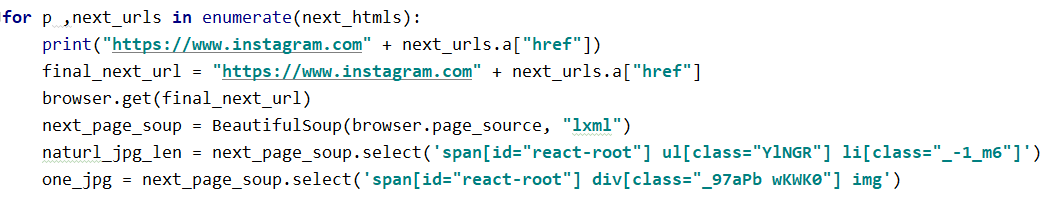 for p ,next_urls in enumerate(next_htmls):
print("https://www.instagram.com" + next_urls.a["href"])
final_next_url = "https://www.instagram.com" + next_urls.a["href"]
browser.get(final_next_url)
next_page_soup = BeautifulSoup(browser.page_source, "lxml")
naturl_jpg_len = next_page_soup.select('span[id="react-root"] ul[class="YlNGR"] li[class="_-1_m6"]')
one_jpg = next_page_soup.select('span[id="react-root"] div[class="_97aPb wKWK0"] img')